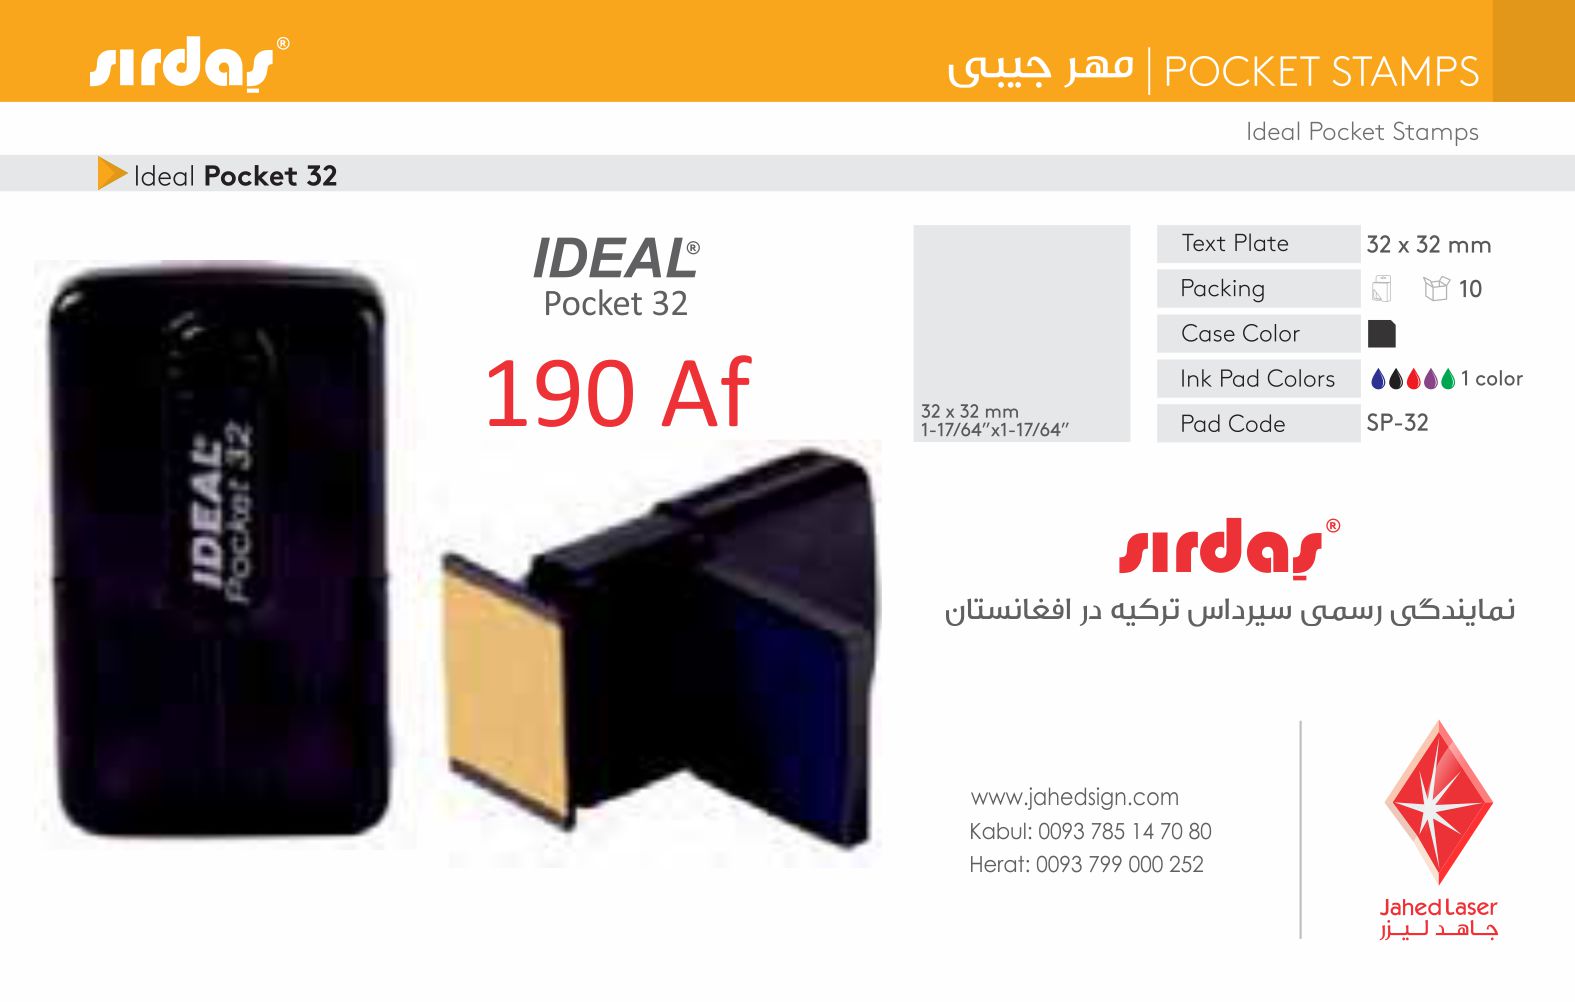 sırdaş®
مهر جیبی | POCKET STAMPS
Ideal Pocket Stamps
Ideal Pocket 32
IDEAL®
Pocket 32
190 Af
IDEAL®
Pocket 32
32 x 32 mm
1-17/64”x1-17/64”
Text Plate 32 x 32 mm
Packing 10
Case Color
Ink Pad Colors 1 color
Pad Code SP-32
sırdaş®
نمایندگی رسمی سیرداس ترکیه در افغانستان
www.jahedsign.com
Kabul: 0093 785 14 70 80
Herat: 0093 799 000 252
Jahed Laser
جاهد لیزر